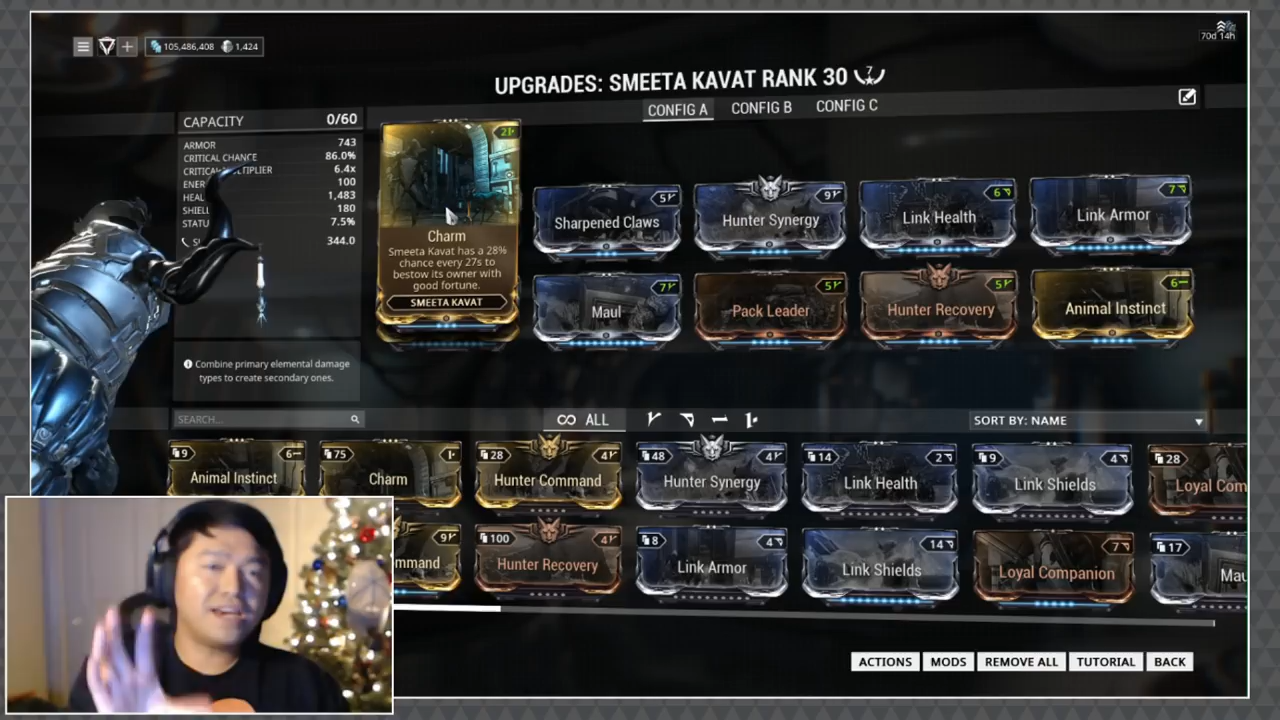 105,486,408 1,424
70d 14h
UPGRADES: SMEETA KAVAT RANK 30 7
CONFIG A CONFIG B CONFIG C
CAPACITY 0/60
ARMOR 743
CRITICAL CHANCE 86.0%
6.4x
100
1,483
SHIEL 180
7.5%
344.0
Combine primary elemental damage
types to create secondary ones.
21
Charm
Smeeta Kavat has a 28%
chance every 27s to
bestow its owner with
good fortune.
SMEETA KAVAT
Sharpened Claws 5
Hunter Synergy 9
Link Health 6
Link Armor 7
Maul 7
Pack Leader 5
Hunter Recovery 5
Animal Instinct 6
SEARCH...
ALL
SORT BY: NAME
9 6
Animal Instinct
75
Charm
28 4
Hunter Command
48 4
Hunter Synergy
14 2
Link Health
9 4
Link Shields
28
Loyal Com
9
mmand
100 4
Hunter Recovery
8 4
Link Armor
14
Link Shields
7
Loyal Companion
17
Mau
ACTIONS MODS REMOVE ALL TUTORIAL BACK